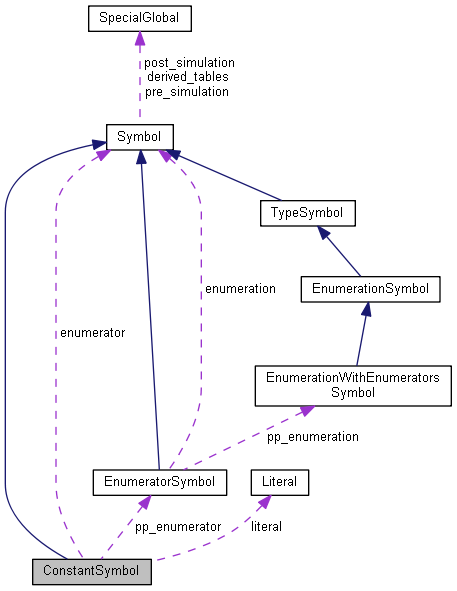 SpecialGlobal
post_simulation
derived_tables
pre_simulation
Symbol
TypeSymbol
enumeration
EnumerationSymbol
enumerator
EnumerationWithEnumerators
Symbol
pp_enumeration
EnumeratorSymbol
Literal
pp_enumerator
literal
ConstantSymbol